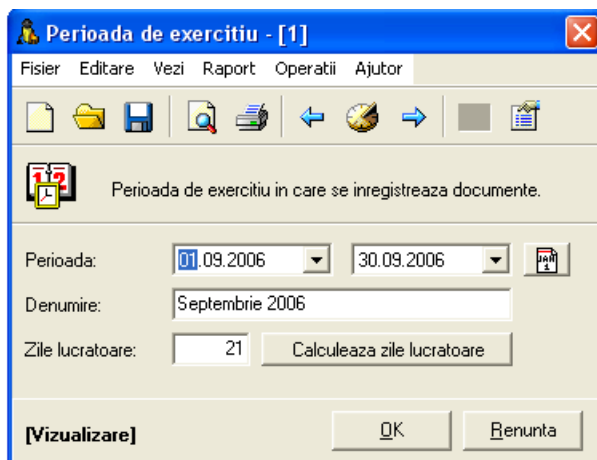 Perioada de exercitiu - [1]
Fisier Editare Vezi Raport Operatii Ajutor
Perioada de exercitiu in care se inregistreaza documente.
Perioada: 01.09.2006 30.09.2006
Denumire: Septembrie 2006
Zile lucratoare: 21 Calculeaza zile lucratoare
[Vizualizare] OK Renunta